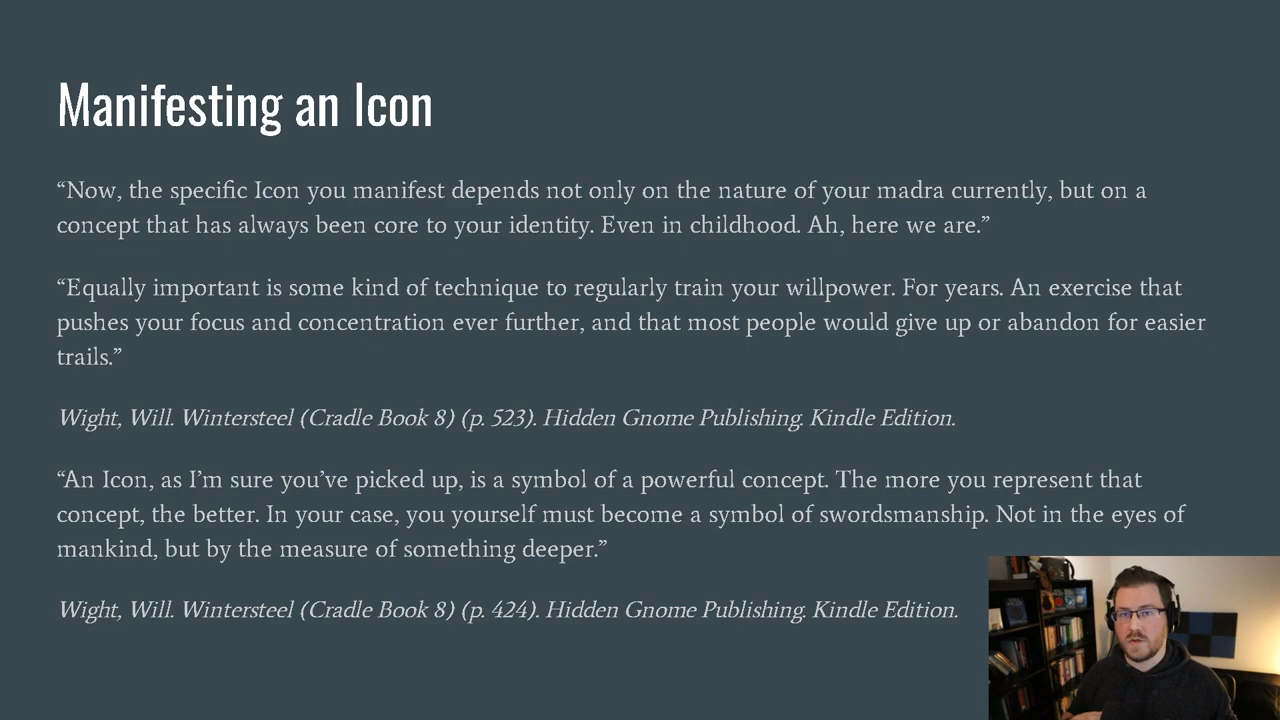 Manifesting an Icon
“Now, the specific Icon you manifest depends not only on the nature of your madra currently, but on a
concept that has always been core to your identity. Even in childhood. Ah, here we are.”
“Equally important is some kind of technique to regularly train your willpower. For years. An exercise that
pushes your focus and concentration ever further, and that most people would give up or abandon for easier
trails.”
Wight, Will. Wintersteel (Cradle Book 8) (p. 523). Hidden Gnome Publishing. Kindle Edition.
“An Icon, as I’m sure you’ve picked up, is a symbol of a powerful concept. The more you represent that
concept, the better. In your case, you yourself must become a symbol of swordsmanship. Not in the eyes of
mankind, but by the measure of something deeper.”
Wight, Will. Wintersteel (Cradle Book 8) (p. 424). Hidden Gnome Publishing. Kindle Edition.